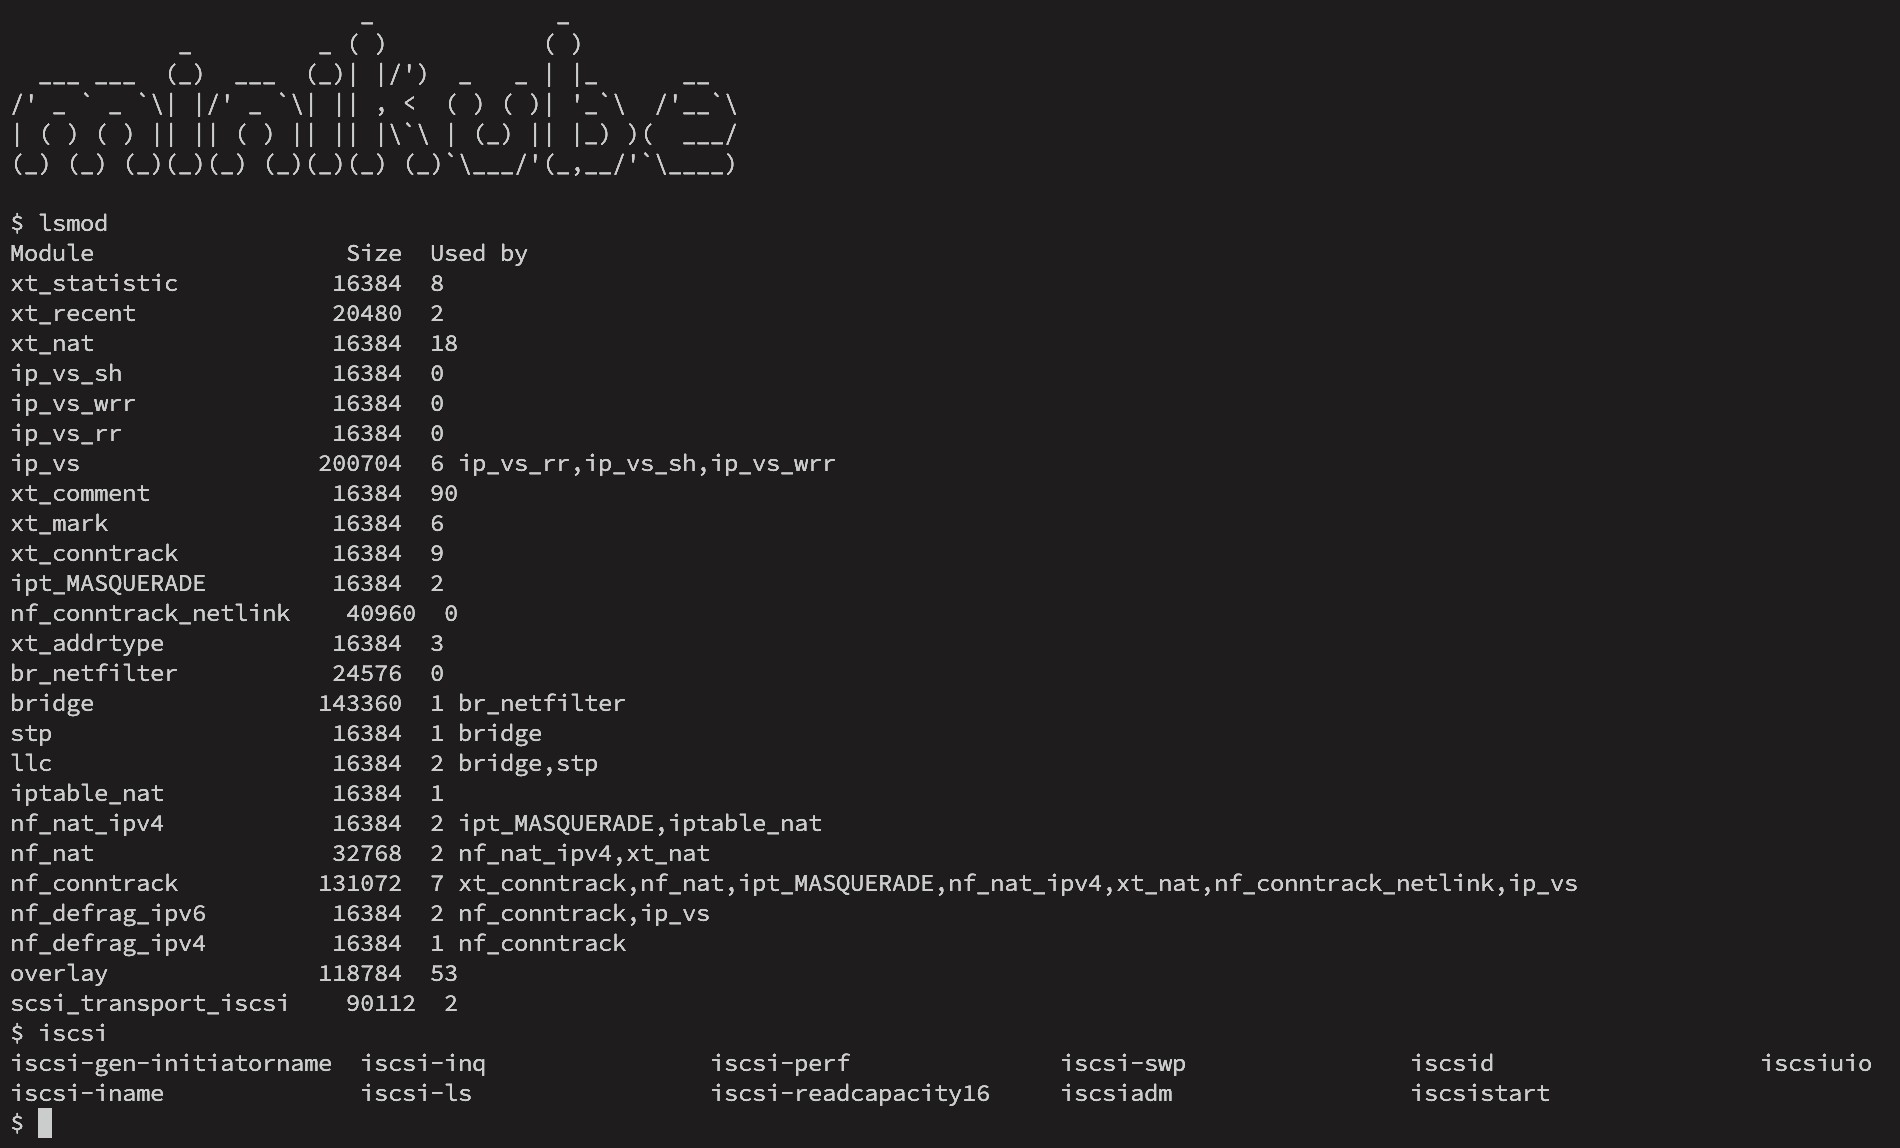 _             _
            _         _ ( )           ( )
  ___ ___  (_)  ___  (_)| |/')  _   _ | |_      __
/' _ ` _ `\| |/' _ `\| || , <  ( ) ( )| '_`\  /'__`\
| ( ) ( ) || || ( ) || || |\`\ | (_) || |_) )(  ___/
(_) (_) (_)(_)(_) (_)(_)(_) (_)`\___/'(_,__/'`\____)
$ lsmod
Module                  Size  Used by
xt_statistic           16384  8
xt_recent              20480  2
xt_nat                 16384  18
ip_vs_sh               16384  0
ip_vs_wrr              16384  0
ip_vs_rr               16384  0
ip_vs                 200704  6 ip_vs_rr,ip_vs_sh,ip_vs_wrr
xt_comment             16384  90
xt_mark                16384  6
xt_conntrack           16384  9
ipt_MASQUERADE         16384  2
nf_conntrack_netlink    40960  0
xt_addrtype            16384  3
br_netfilter           24576  0
bridge                143360  1 br_netfilter
stp                    16384  1 bridge
llc                    16384  2 bridge,stp
iptable_nat            16384  1
nf_nat_ipv4            16384  2 ipt_MASQUERADE,iptable_nat
nf_nat                 32768  2 nf_nat_ipv4,xt_nat
nf_conntrack          131072  7 xt_conntrack,nf_nat,ipt_MASQUERADE,nf_nat_ipv4,xt_nat,nf_conntrack_netlink,ip_vs
nf_defrag_ipv6         16384  2 nf_conntrack,ip_vs
nf_defrag_ipv4         16384  1 nf_conntrack
overlay               118784  53
scsi_transport_iscsi    90112  2
$ iscsi
iscsi-gen-initiatorname  iscsi-inq                iscsi-perf               iscsi-swp                iscsid                   iscsiuio
iscsi-iname              iscsi-ls                 iscsi-readcapacity16     iscsiadm                 iscsistart
$